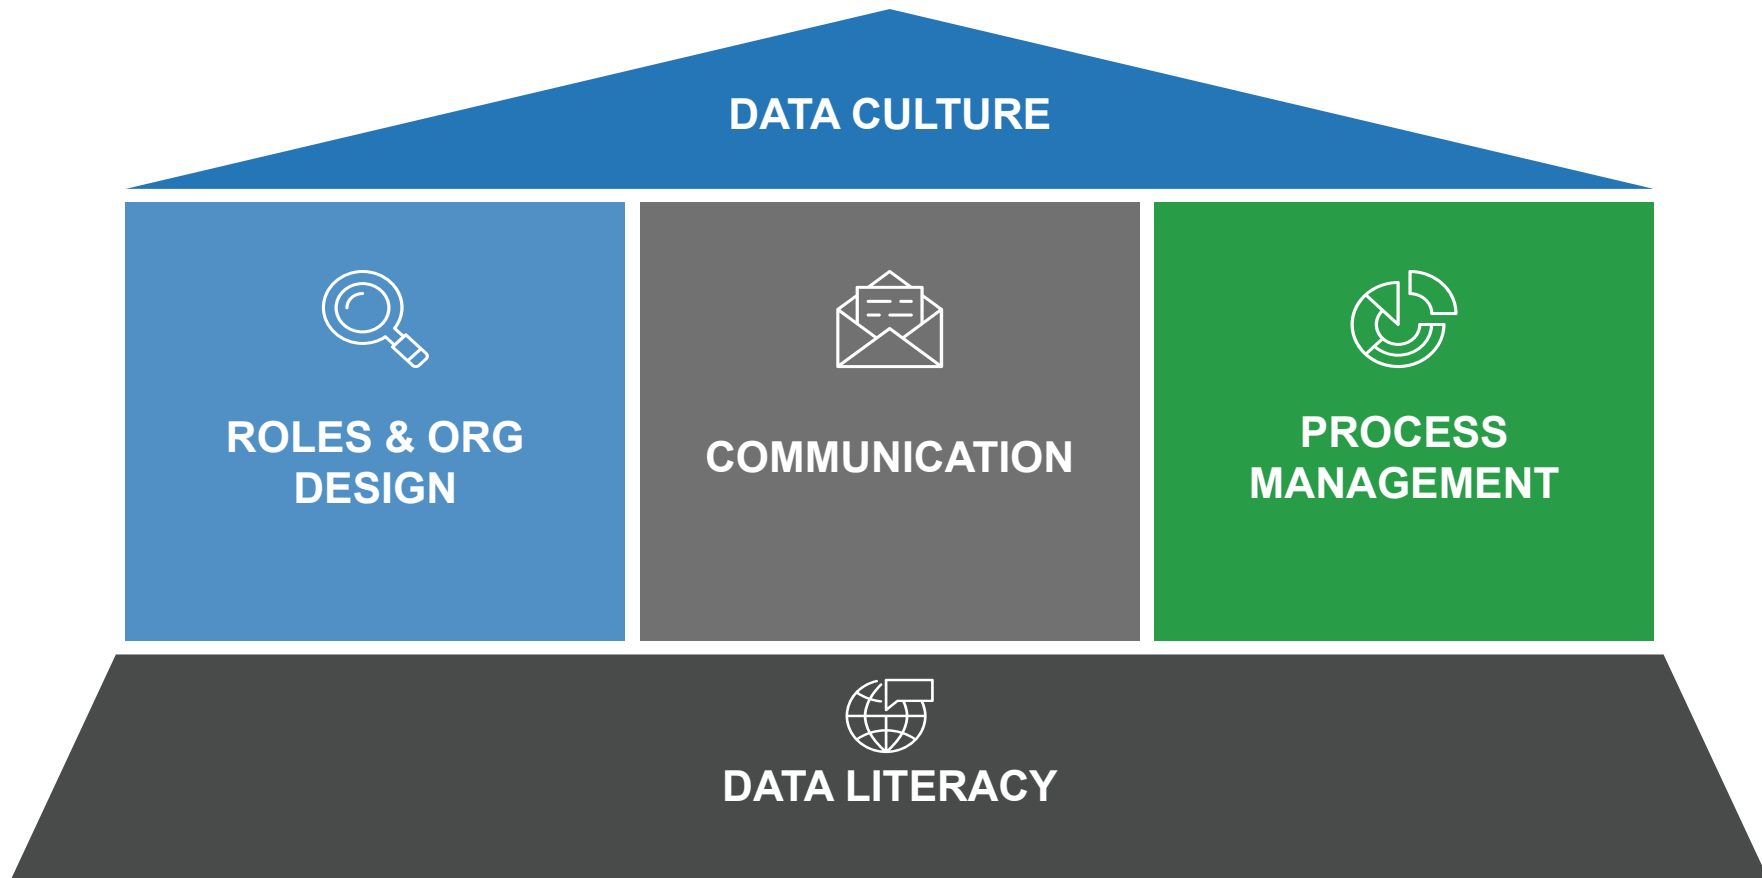 DATA CULTURE
ROLES & ORG
DESIGN
COMMUNICATION
PROCESS
MANAGEMENT
DATA LITERACY